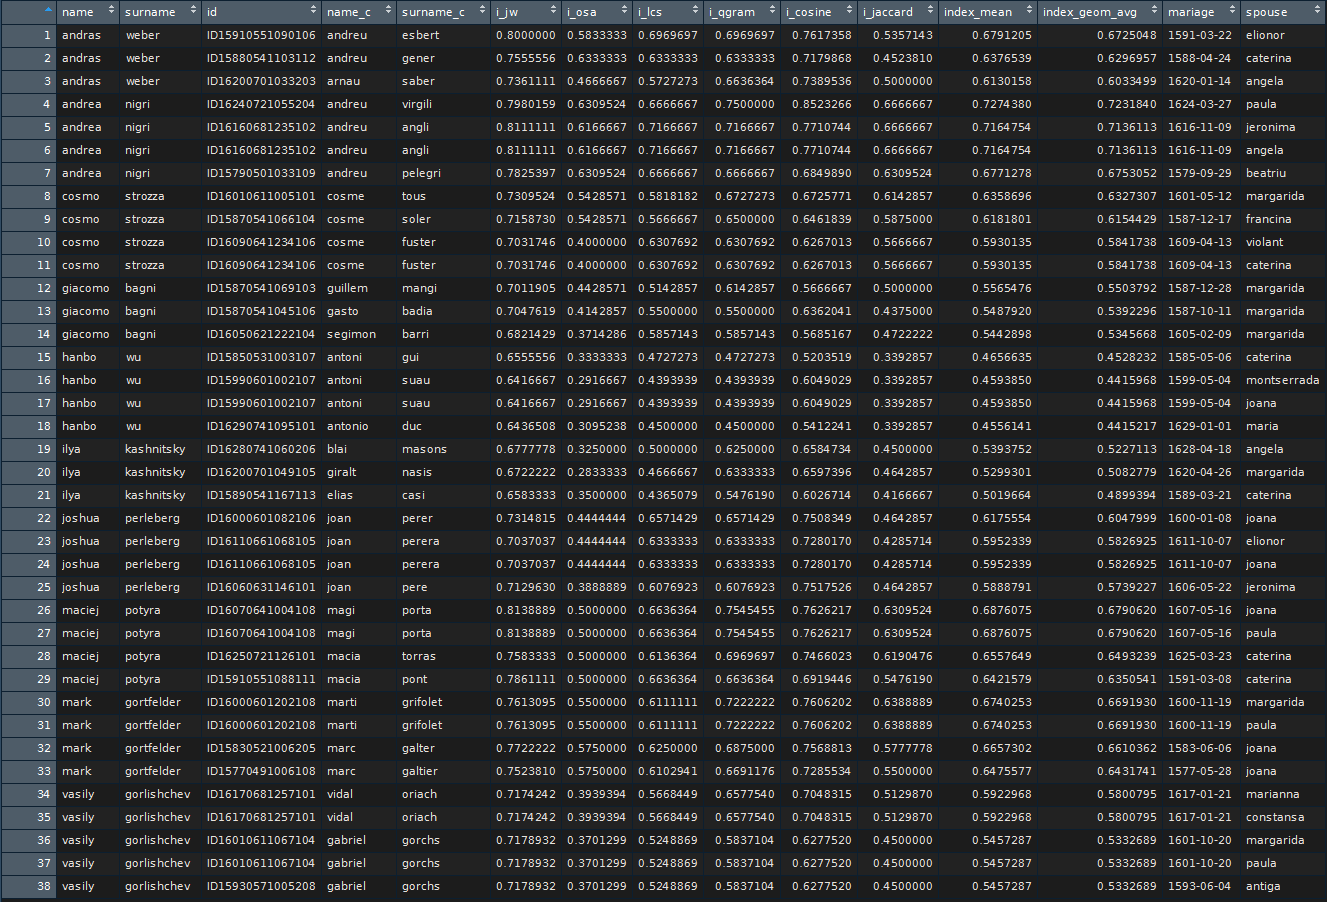 name surname id name_c surname_c i_jw i_osa i_lcs i_qgram i_cosine i_jaccard index_mean index_geom_avg mariage spouse
1 andras weber ID15910551090106 andreu esbert 0.8000000 0.5833333 0.6969697 0.6969697 0.7617358 0.5357143 0.6791205 0.6725048 1591-03-22 elionor
2 andras weber ID15880541103112 andreu gener 0.7555556 0.6333333 0.6333333 0.6333333 0.7179868 0.4523810 0.6376539 0.6296957 1588-04-24 caterina
3 andras weber ID16200701033203 arnau saber 0.7361111 0.4666667 0.5727273 0.6636364 0.7389536 0.5000000 0.6130158 0.6033499 1620-01-14 angela
4 andrea nigri ID16240721055204 andreu virgili 0.7980159 0.6309524 0.6666667 0.7500000 0.8523266 0.6666667 0.7274380 0.7231840 1624-03-27 paula
5 andrea nigri ID16160681235102 andreu angli 0.8111111 0.6166667 0.7166667 0.7166667 0.7710744 0.6666667 0.7164754 0.7136113 1616-11-09 jeronima
6 andrea nigri ID16160681235102 andreu angli 0.8111111 0.6166667 0.7166667 0.7166667 0.7710744 0.6666667 0.7164754 0.7136113 1616-11-09 angela
7 andrea nigri ID15790501033109 andreu pelegri 0.7825397 0.6309524 0.6666667 0.6666667 0.6849890 0.6309524 0.6771278 0.6753052 1579-09-29 beatriu
8 cosmo strozza ID16010611005101 cosme tous 0.7309524 0.5428571 0.5818182 0.6727273 0.6725771 0.6142857 0.6358696 0.6327307 1601-05-12 margarida
9 cosmo strozza ID15870541066104 cosme soler 0.7158730 0.5428571 0.5666667 0.6500000 0.6461839 0.5875000 0.6181801 0.6154429 1587-12-17 francina
10 cosmo strozza ID16090641234106 cosme fuster 0.7031746 0.4000000 0.6307692 0.6307692 0.6267013 0.5666667 0.5930135 0.5841738 1609-04-13 violant
11 cosmo strozza ID16090641234106 cosme fuster 0.7031746 0.4000000 0.6307692 0.6307692 0.6267013 0.5666667 0.5930135 0.5841738 1609-04-13 caterina
12 giacomo bagni ID15870541069103 guillem mangi 0.7011905 0.4428571 0.5142857 0.6142857 0.5666667 0.5000000 0.5565476 0.5503792 1587-12-28 margarida
13 giacomo bagni ID15870541045106 gasto badia 0.7047619 0.4142857 0.5500000 0.5500000 0.6362041 0.4375000 0.5487920 0.5392296 1587-10-11 margarida
14 giacomo bagni ID16050621222104 segimon barri 0.6821429 0.3714286 0.5857143 0.5857143 0.5685167 0.4722222 0.5442898 0.5345668 1605-02-09 margarida
15 hanbo wu ID15850531003107 antoni gui 0.6555556 0.3333333 0.4727273 0.4727273 0.5203519 0.3392857 0.4656635 0.4528232 1585-05-06 caterina
16 hanbo wu ID15990601002107 antoni suau 0.6416667 0.2916667 0.4393939 0.4393939 0.6049029 0.3392857 0.4593850 0.4415968 1599-05-04 montserrada
17 hanbo wu ID15990601002107 antoni suau 0.6416667 0.2916667 0.4393939 0.4393939 0.6049029 0.3392857 0.4593850 0.4415968 1599-05-04 joana
18 hanbo wu ID16290741095101 antonio duc 0.6436508 0.3095238 0.4500000 0.4500000 0.5412241 0.3392857 0.4556141 0.4415217 1629-01-01 maria
19 ilya kashnitsky ID16280741060206 blai masons 0.6777778 0.3250000 0.5000000 0.6250000 0.6584734 0.4500000 0.5393752 0.5227113 1628-04-18 angela
20 ilya kashnitsky ID16200701049105 giralt nasis 0.6722222 0.2833333 0.4666667 0.6333333 0.6597396 0.4642857 0.5299301 0.5082779 1620-04-26 margarida
21 ilya kashnitsky ID15890541167113 elias casi 0.6583333 0.3500000 0.4365079 0.5476190 0.6026714 0.4166667 0.5019664 0.4899394 1589-03-21 caterina
22 joshua perleberg ID16000601082106 joan perer 0.7314815 0.4444444 0.6571429 0.6571429 0.7508349 0.4642857 0.6175554 0.6047999 1600-01-08 joana
23 joshua perleberg ID16110661068105 joan perera 0.7037037 0.4444444 0.6333333 0.6333333 0.7280170 0.4285714 0.5952339 0.5826925 1611-10-07 elionor
24 joshua perleberg ID16110661068105 joan perera 0.7037037 0.4444444 0.6333333 0.6333333 0.7280170 0.4285714 0.5952339 0.5826925 1611-10-07 joana
25 joshua perleberg ID16060631146101 joan pere 0.7129630 0.3888889 0.6076923 0.6076923 0.7517526 0.4642857 0.5888791 0.5739227 1606-05-22 jeronima
26 maciej potyra ID16070641004108 magi porta 0.8138889 0.5000000 0.6636364 0.7545455 0.7626217 0.6309524 0.6876075 0.6790620 1607-05-16 joana
27 maciej potyra ID16070641004108 magi porta 0.8138889 0.5000000 0.6636364 0.7545455 0.7626217 0.6309524 0.6876075 0.6790620 1607-05-16 paula
28 maciej potyra ID16250721126101 macia torras 0.7583333 0.5000000 0.6136364 0.6969697 0.7466023 0.6190476 0.6557649 0.6493239 1625-03-23 caterina
29 maciej potyra ID15910551088111 macia pont 0.7861111 0.5000000 0.6636364 0.6636364 0.6919446 0.5476190 0.6421579 0.6350541 1591-03-08 caterina
30 mark gortfelder ID16000601202108 marti grifolet 0.7613095 0.5500000 0.6111111 0.7222222 0.7606202 0.6388889 0.6740253 0.6691930 1600-11-19 margarida
31 mark gortfelder ID16000601202108 marti grifolet 0.7613095 0.5500000 0.6111111 0.7222222 0.7606202 0.6388889 0.6740253 0.6691930 1600-11-19 paula
32 mark gortfelder ID15830521006205 marc galter 0.7722222 0.5750000 0.6250000 0.6875000 0.7568813 0.5777778 0.6657302 0.6610362 1583-06-06 joana
33 mark gortfelder ID15770491006108 marc galtier 0.7523810 0.5750000 0.6102941 0.6691176 0.7285534 0.5500000 0.6475577 0.6431741 1577-05-28 joana
34 vasily gorlishchev ID16170681257101 vidal oriach 0.7174242 0.3939394 0.5668449 0.6577540 0.7048315 0.5129870 0.5922968 0.5800795 1617-01-21 marianna
35 vasily gorlishchev ID16170681257101 vidal oriach 0.7174242 0.3939394 0.5668449 0.6577540 0.7048315 0.5129870 0.5922968 0.5800795 1617-01-21 constansa
36 vasily gorlishchev ID16010611067104 gabriel gorchs 0.7178932 0.3701299 0.5248869 0.5837104 0.6277520 0.4500000 0.5457287 0.5332689 1601-10-20 margarida
37 vasily gorlishchev ID16010611067104 gabriel gorchs 0.7178932 0.3701299 0.5248869 0.5837104 0.6277520 0.4500000 0.5457287 0.5332689 1601-10-20 paula
38 vasily gorlishchev ID15930571005208 gabriel gorchs 0.7178932 0.3701299 0.5248869 0.5837104 0.6277520 0.4500000 0.5457287 0.5332689 1593-06-04 antiga